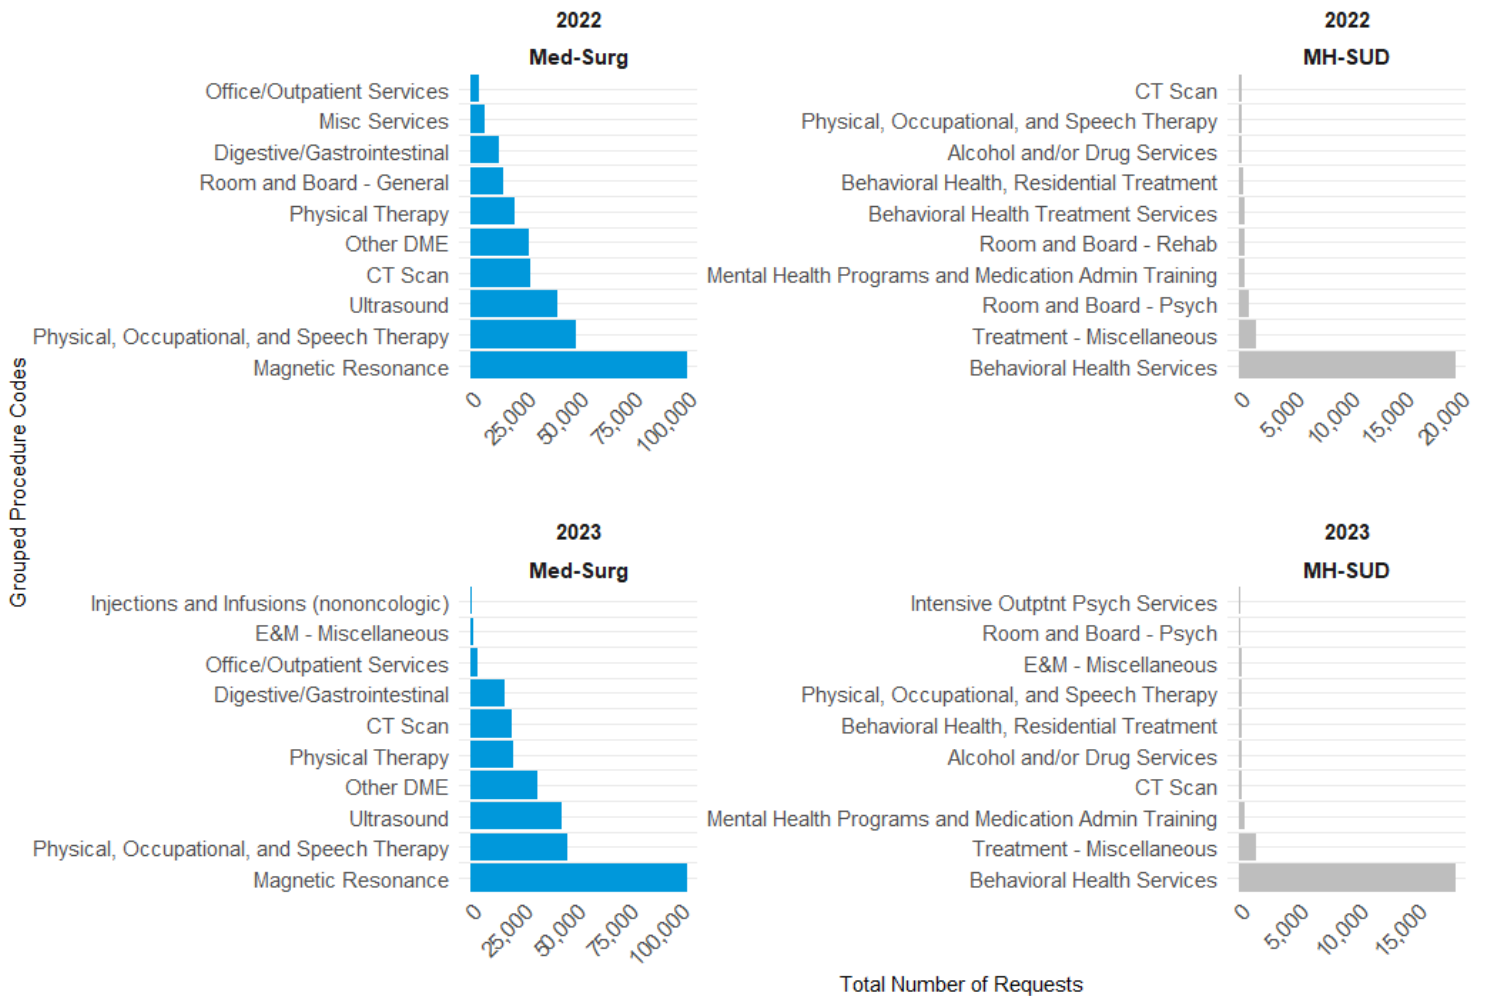 2022
Med-Surg
Office/Outpatient Services
Misc Services
Digestive/Gastrointestinal
Room and Board - General
Physical Therapy
Other DME
CT Scan
Ultrasound
Physical, Occupational, and Speech Therapy
Magnetic Resonance
0
25,000
50,000
75,000
100,000
2022
MH-SUD
CT Scan
Physical, Occupational, and Speech Therapy
Alcohol and/or Drug Services
Behavioral Health, Residential Treatment
Behavioral Health Treatment Services
Room and Board - Rehab
Mental Health Programs and Medication Admin Training
Room and Board - Psych
Treatment - Miscellaneous
Behavioral Health Services
0
5,000
10,000
15,000
20,000
Grouped Procedure Codes
2023
Med-Surg
Injections and Infusions (nononcologic)
E&M - Miscellaneous
Office/Outpatient Services
Digestive/Gastrointestinal
CT Scan
Physical Therapy
Other DME
Ultrasound
Physical, Occupational, and Speech Therapy
Magnetic Resonance
0
25,000
50,000
75,000
100,000
2023
MH-SUD
Intensive Outptnt Psych Services
Room and Board - Psych
E&M - Miscellaneous
Physical, Occupational, and Speech Therapy
Behavioral Health, Residential Treatment
Alcohol and/or Drug Services
CT Scan
Mental Health Programs and Medication Admin Training
Treatment - Miscellaneous
Behavioral Health Services
0
5,000
10,000
15,000
Total Number of Requests